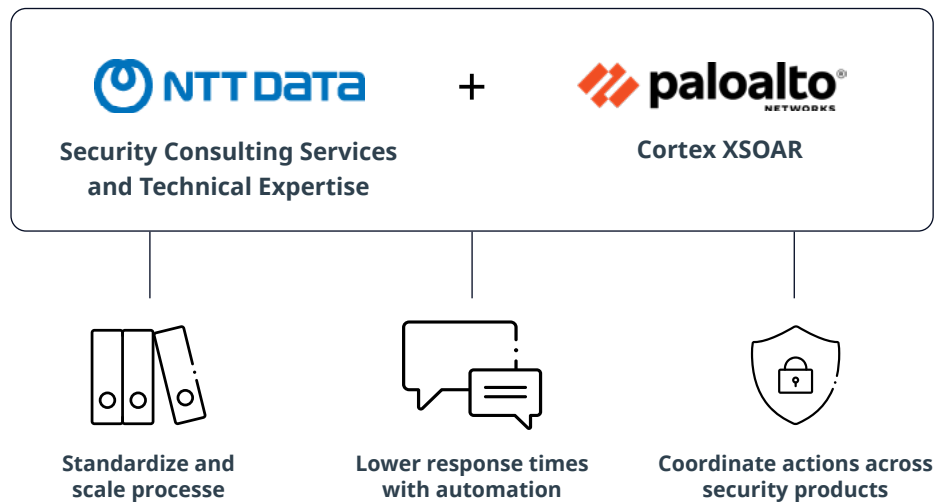 NTT DATA
+
paloalto®
NETWORKS
Security Consulting Services
and Technical Expertise
Cortex XSOAR
Standardize and
scale processe
Lower response times
with automation
Coordinate actions across
security products